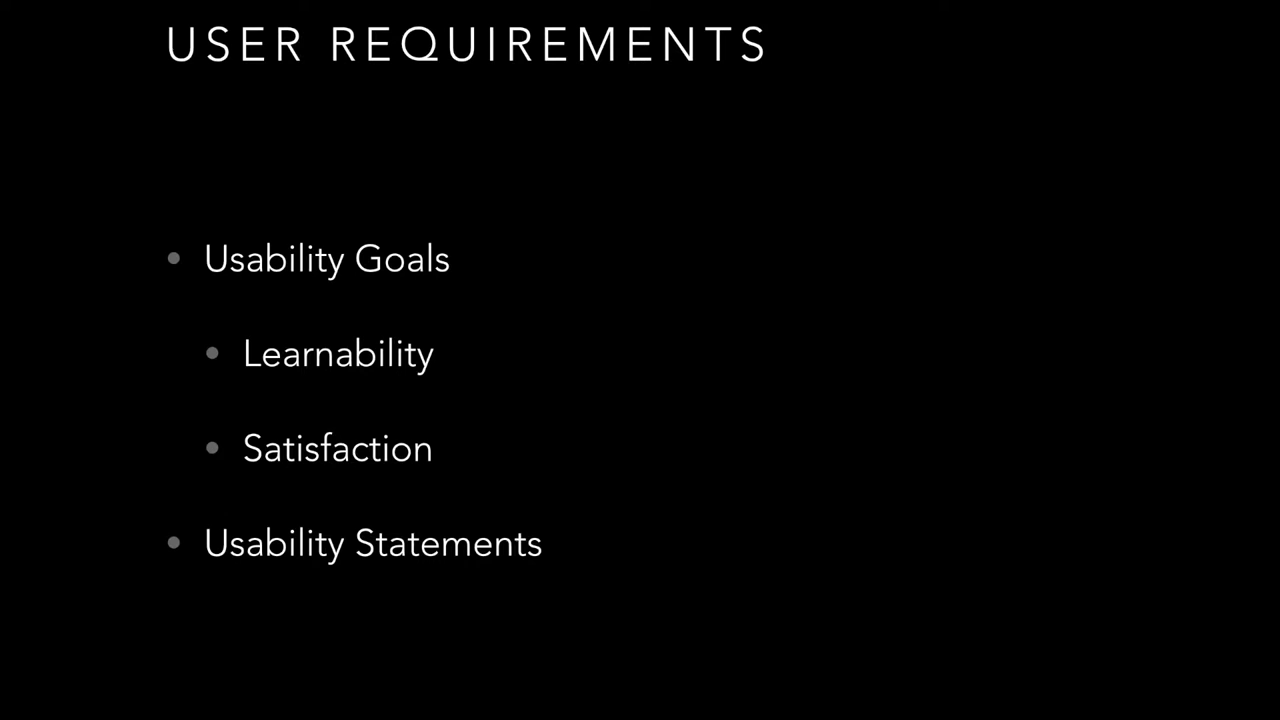 USER REQUIREMENTS
• Usability Goals
• Learnability
• Satisfaction
• Usability Statements